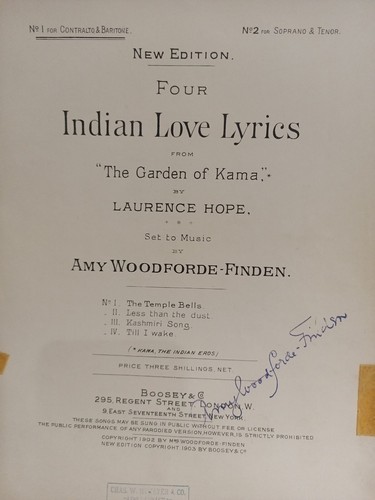 No 1 FOR CONTRALTO & BARITONE. No 2 FOR SOPRANO & TENOR.
NEW EDITION.
FOUR
Indian Love Lyrics
FROM
"The Garden of Kama,"*
BY
LAURENCE HOPE.
Set to Music
BY
AMY WOODFORDE-FINDEN.
No I. The Temple Bells.
„ II. Less than the dust.
„ III. Kashmiri Song.
„ IV. Till I wake.
(*KAMA, THE INDIAN EROS)
PRICE THREE SHILLINGS, NET.
Amy Woodforde-Finden
BOOSEY & Co
295, REGENT STREET, LONDON, W.
AND
9, EAST SEVENTEENTH STREET, NEW YORK
THESE SONGS MAY BE SUNG IN PUBLIC WITHOUT FEE OR LICENSE
THE PUBLIC PERFORMANCE OF ANY PARODIED VERSION, HOWEVER, IS STRICTLY PROHIBITED
COPYRIGHT 1902 BY MRS WOODFORDE-FINDEN
NEW EDITION COPYRIGHT 1903 BY BOOSEY & Co